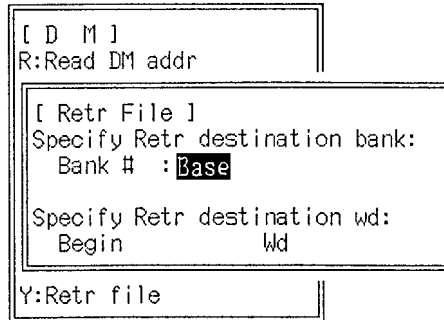 [ D M ]
R:Read DM addr
[ Retr File ]
Specify Retr destination bank:
Bank # :Base
Specify Retr destination wd:
Begin Wd
Y:Retr file